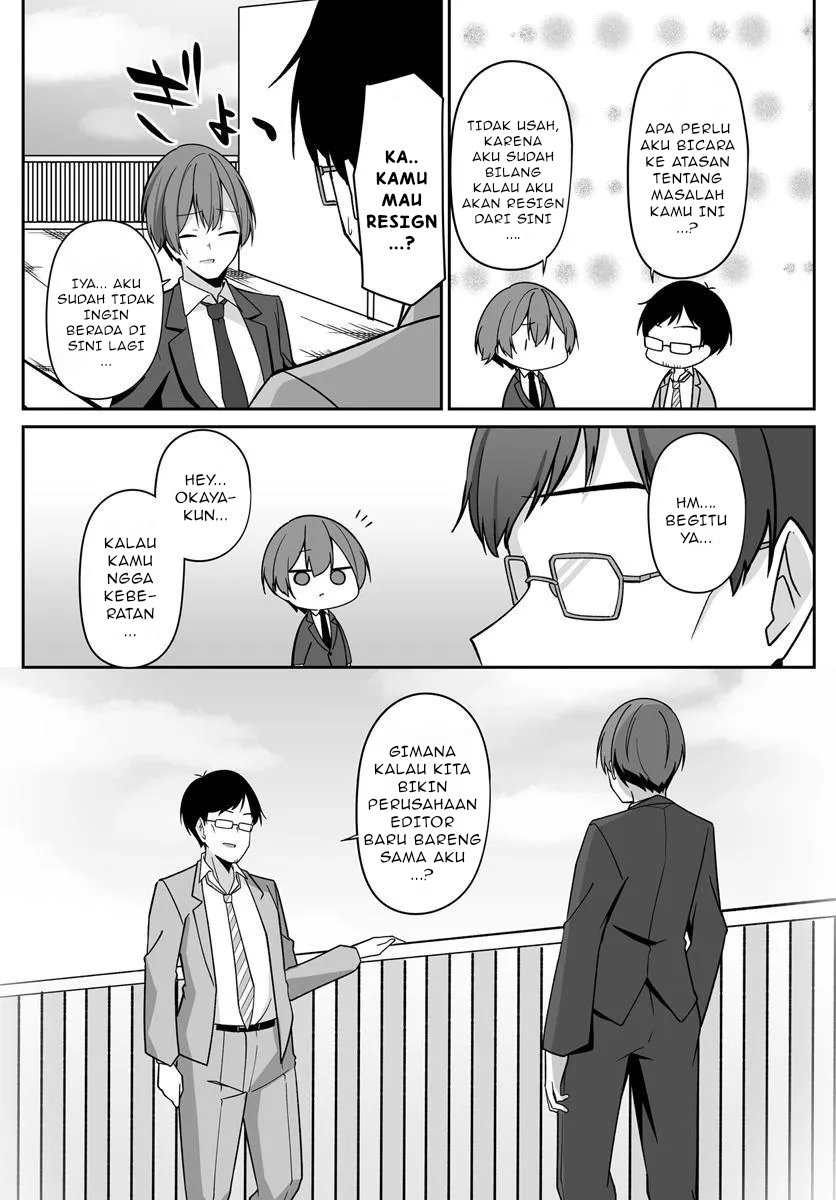 APA PERLU
AKU BICARA
KE ATASAN
TENTANG
MASALAH
KAMU INI
...?
TIDAK USAH,
KARENA
AKU SUDAH
BILANG
KALAU AKU
AKAN RESIGN
DARI SINI
....
KA..
KAMU
MAU
RESIGN
...?
ぎょっ
IYA... AKU
SUDAH TIDAK
INGIN
BERADA DI
SINI LAGI
...
HM....
BEGITU
YA...
HEY...
OKAYA-
KUN...
KALAU
KAMU
NGGA
KEBE-
RATAN
...
GIMANA
KALAU KITA
BIKIN
PERUSAHAAN
EDITOR
BARU BARENG
SAMA AKU
...?